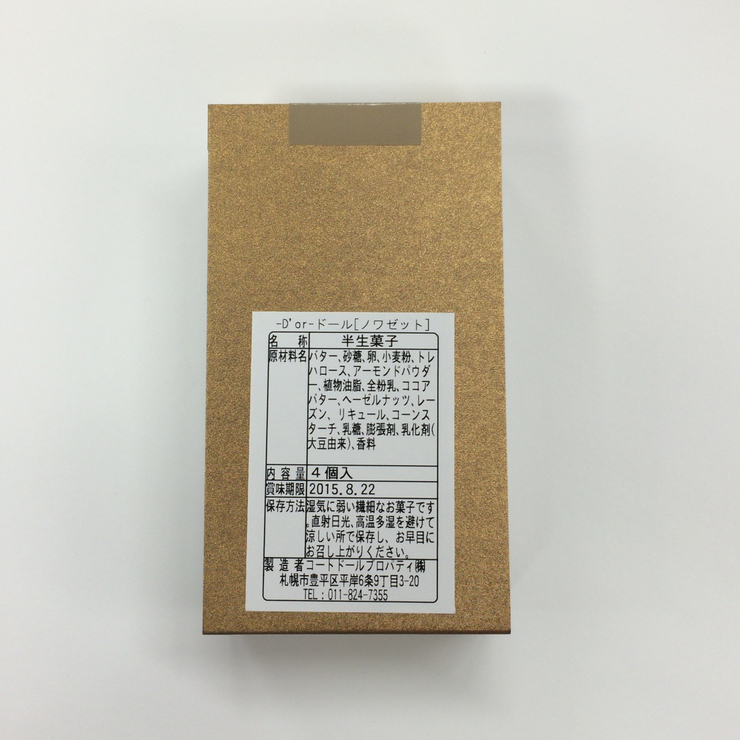 -D'or-ドール[ノワゼット]
名称 半生菓子
原材料名 バター、砂糖、卵、小麦粉、トレ
ハロース、アーモンドパウダ
ー、植物油脂、全粉乳、ココア
バター、ヘーゼルナッツ、レー
ズン、リキュール、コーンス
ターチ、乳糖、膨張剤、乳化剤(
大豆由来)、香料
内容量 4個入
賞味期限 2015.8.22
保存方法 湿気に弱い繊細なお菓子です
。直射日光、高温多湿を避けて
涼しい所で保存し、お早目に
お召し上がりください。
製造者 コートドールプロパティ㈱
札幌市豊平区平岸6条9丁目3-20
TEL:011-824-7355